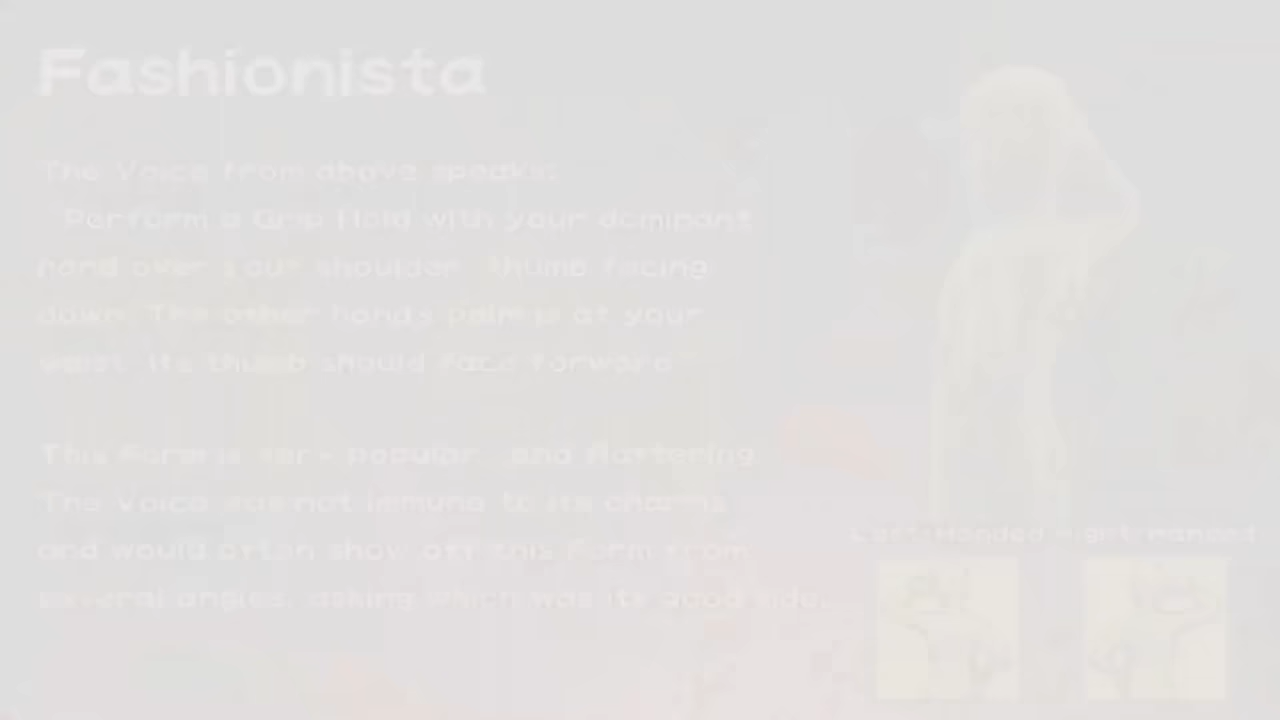 Fashionista
The Voice from above speaks:
"Perform a Gap Hold with your dominant
hand over your shoulder, thumb facing
down. The other hand's palm is at your
waist. Its thumb should face forward."
This Form is very popular, and flattering.
The Voice was not immune to its charms
and would often show off this Form from
several angles, asking which was its good side.
Left Handed Right Handed